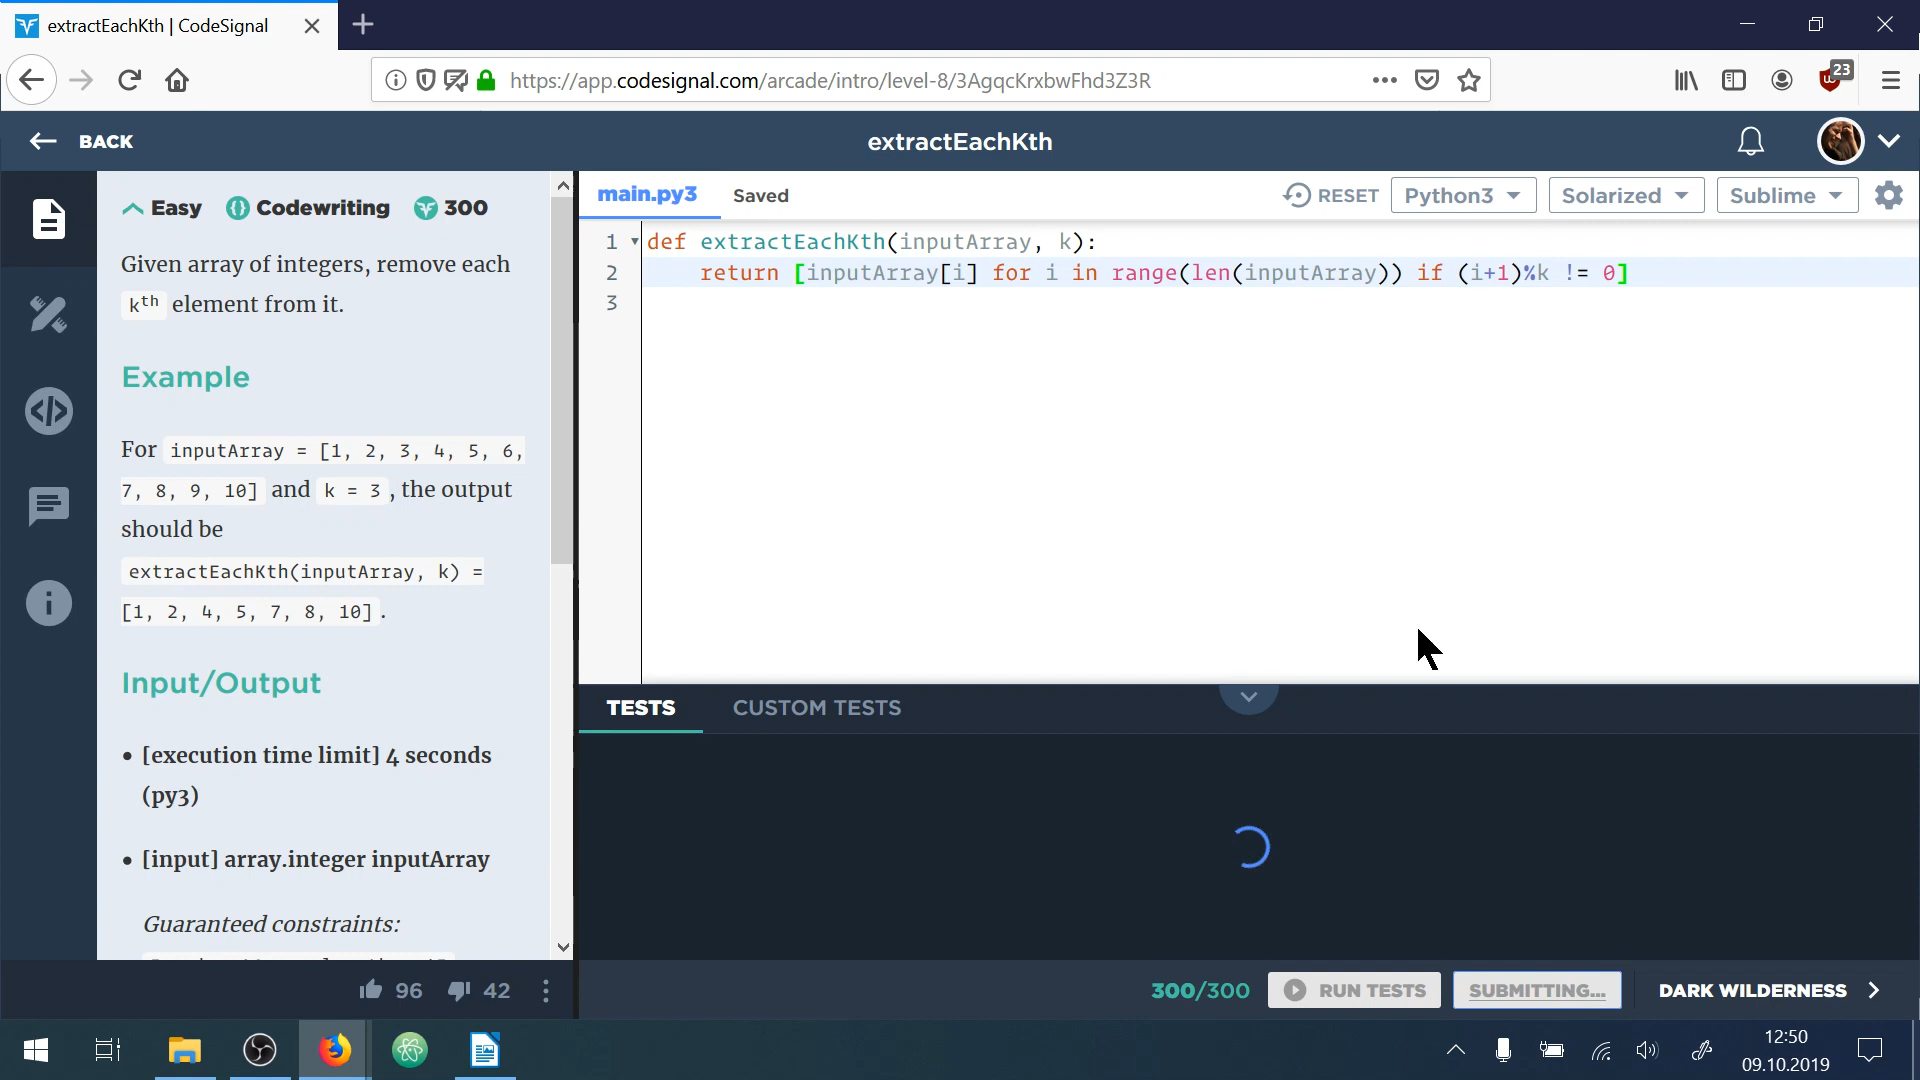 extractEachKth | CodeSignal
https://app.codesignal.com/arcade/intro/level-8/3AgqcKrxbwFhd3Z3R
23
BACK
extractEachKth
Easy Codewriting 300
Given array of integers, remove each
kth element from it.
Example
For inputArray = [1, 2, 3, 4, 5, 6,
7, 8, 9, 10] and k = 3, the output
should be
extractEachKth(inputArray, k) =
[1, 2, 4, 5, 7, 8, 10].
Input/Output
• [execution time limit] 4 seconds
(py3)
• [input] array.integer inputArray
Guaranteed constraints:
96 42
main.py3 Saved RESET Python3 Solarized Sublime
1 def extractEachKth(inputArray, k):
2 return [inputArray[i] for i in range(len(inputArray)) if (i+1)%k != 0]
3
TESTS CUSTOM TESTS
300/300 RUN TESTS SUBMITTING... DARK WILDERNESS
12:50
09.10.2019